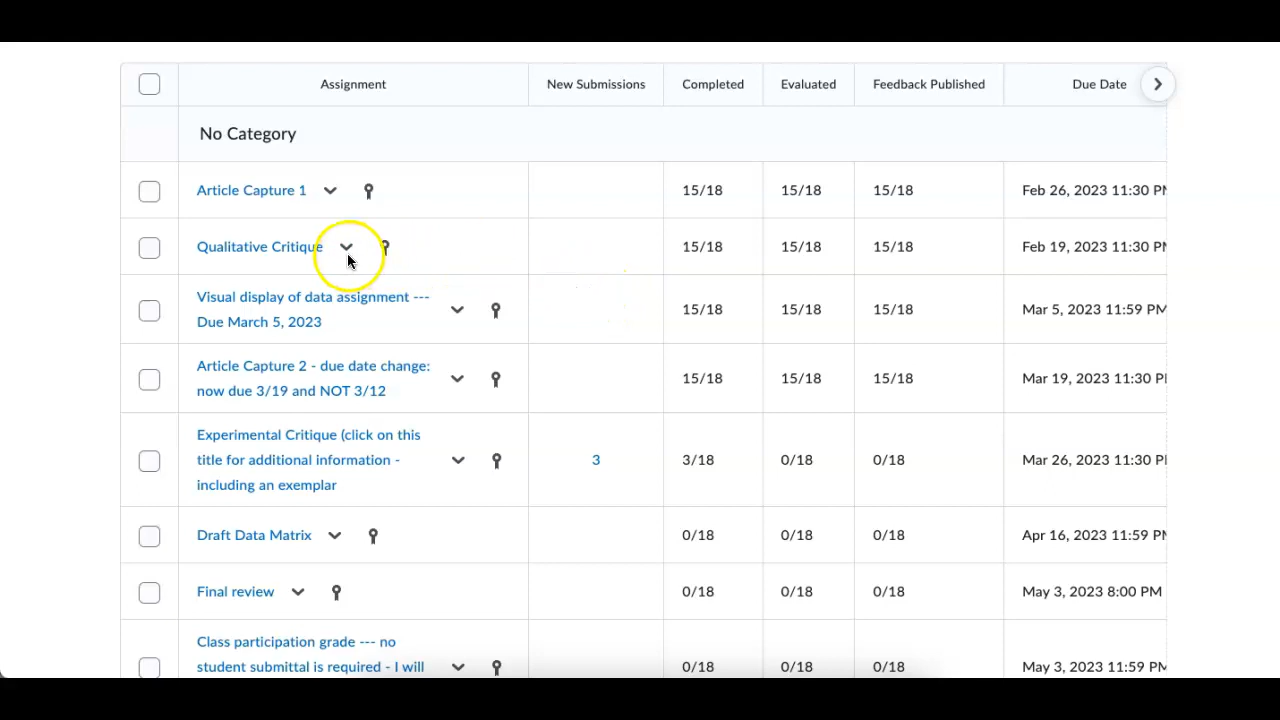 Assignment New Submissions Completed Evaluated Feedback Published Due Date
No Category
Article Capture 1 15/18 15/18 15/18 Feb 26, 2023 11:30
Qualitative Critique 15/18 15/18 15/18 Feb 19, 2023 11:30
Visual display of data assignment ---
Due March 5, 2023
15/18 15/18 15/18 Mar 5, 2023 11:59 PM
Article Capture 2 - due date change:
now due 3/19 and NOT 3/12
15/18 15/18 15/18 Mar 19, 2023 11:30
Experimental Critique (click on this
title for additional information -
including an exemplar
3 3/18 0/18 0/18 Mar 26, 2023 11:30
Draft Data Matrix 0/18 0/18 0/18 Apr 16, 2023 11:59
Final review 0/18 0/18 0/18 May 3, 2023 8:00 PM
Class participation grade --- no
student submittal is required - I will
0/18 0/18 0/18 May 3, 2023 11:59 PM